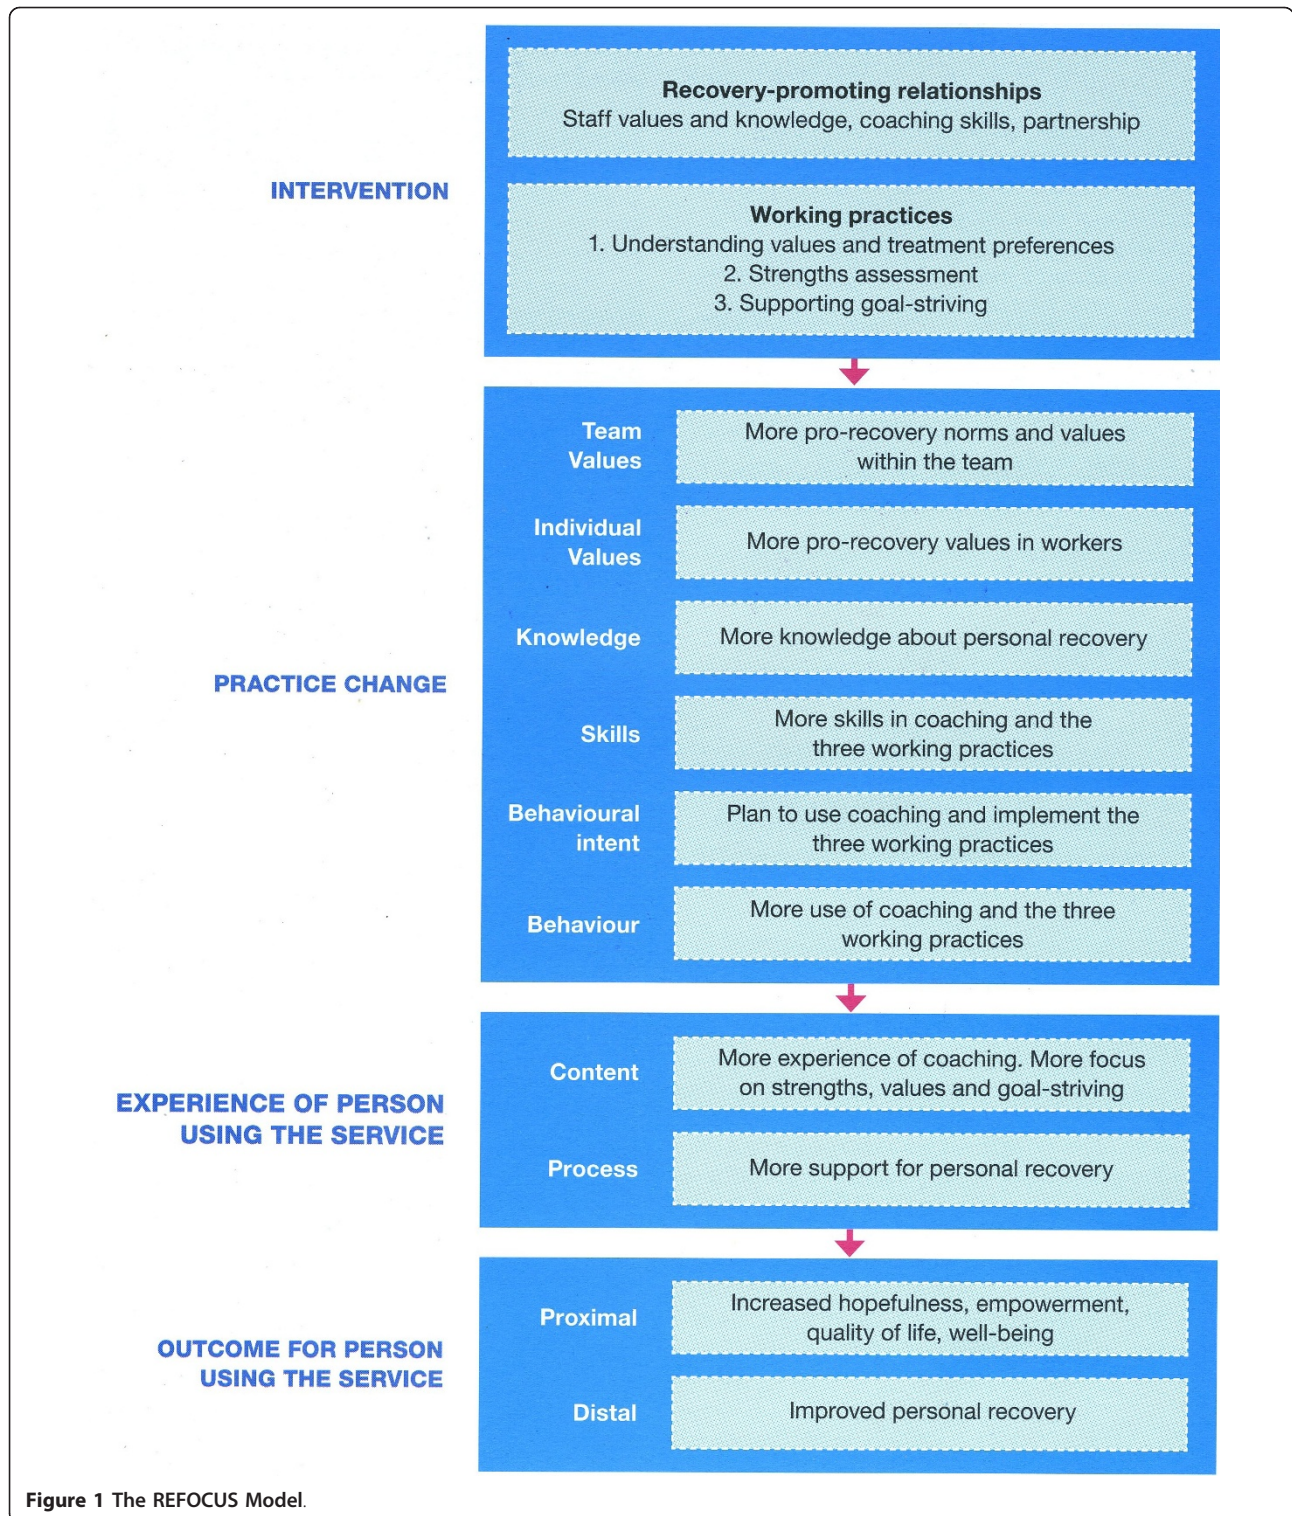 Recovery-promoting relationships
Staff values and knowledge, coaching skills, partnership
INTERVENTION
Working practices
1. Understanding values and treatment preferences
2. Strengths assessment
3. Supporting goal-striving
PRACTICE CHANGE
Team
Values
More pro-recovery norms and values
within the team
Individual
Values
More pro-recovery values in workers
Knowledge
More knowledge about personal recovery
Skills
More skills in coaching and the
three working practices
Behavioural
intent
Plan to use coaching and implement the
three working practices
Behaviour
More use of coaching and the three
working practices
EXPERIENCE OF PERSON
USING THE SERVICE
Content
More experience of coaching. More focus
on strengths, values and goal-striving
Process
More support for personal recovery
OUTCOME FOR PERSON
USING THE SERVICE
Proximal
Increased hopefulness, empowerment,
quality of life, well-being
Distal
Improved personal recovery
Figure 1 The REFOCUS Model.